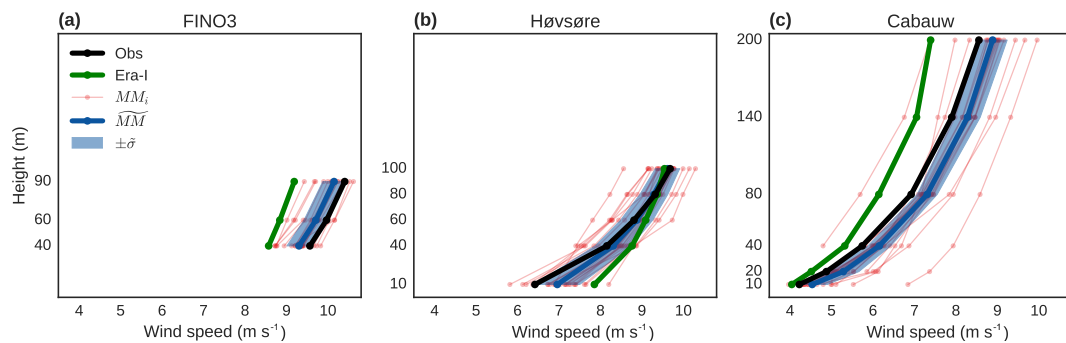 (a) FINO3
Obs
Era-I
MM_i
\widetilde{MM}
±σ̃
Height (m)
90
60
40
4 5 6 7 8 9 10
Wind speed (m s⁻¹)
(b) Høvsøre
100
80
60
40
10
4 5 6 7 8 9 10
Wind speed (m s⁻¹)
(c) Cabauw
200
140
80
40
20
10
4 5 6 7 8 9 10
Wind speed (m s⁻¹)